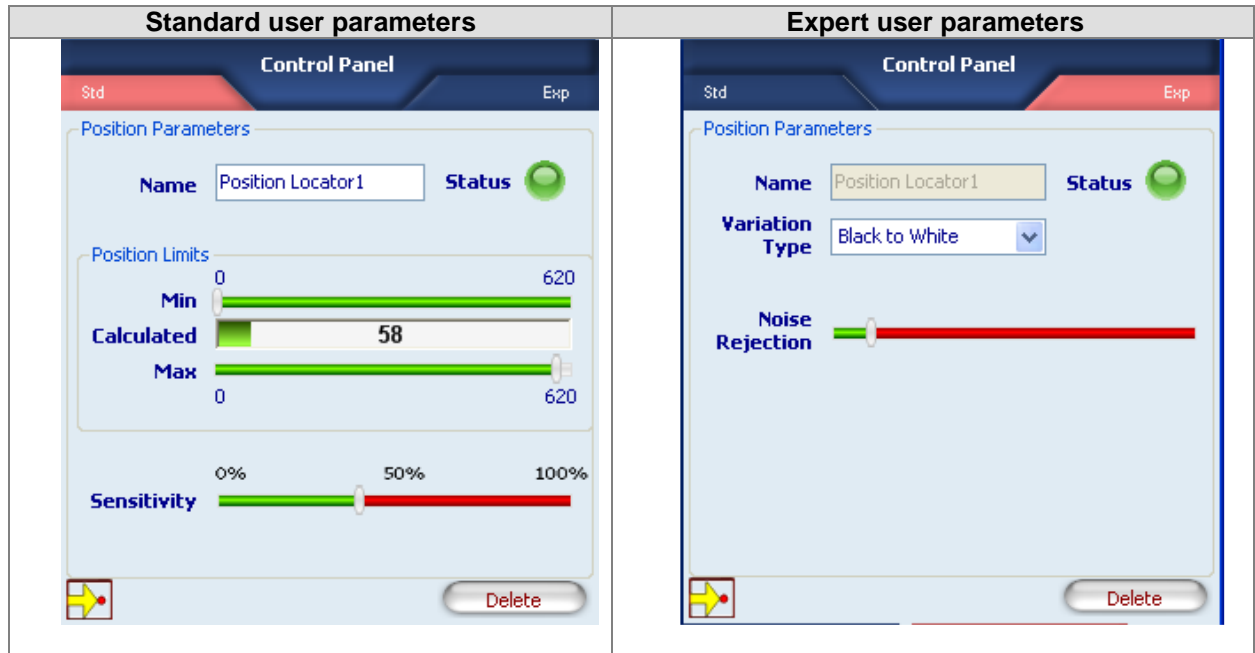 Standard user parameters
Expert user parameters
Control Panel
Std
Exp
Position Parameters
Name
Position Locator1
Status
Position Limits
0
620
Min
Calculated
58
Max
0
620
0%
50%
100%
Sensitivity
Delete
Control Panel
Std
Exp
Position Parameters
Name
Position Locator1
Status
Variation
Type
Black to White
Noise
Rejection
Delete